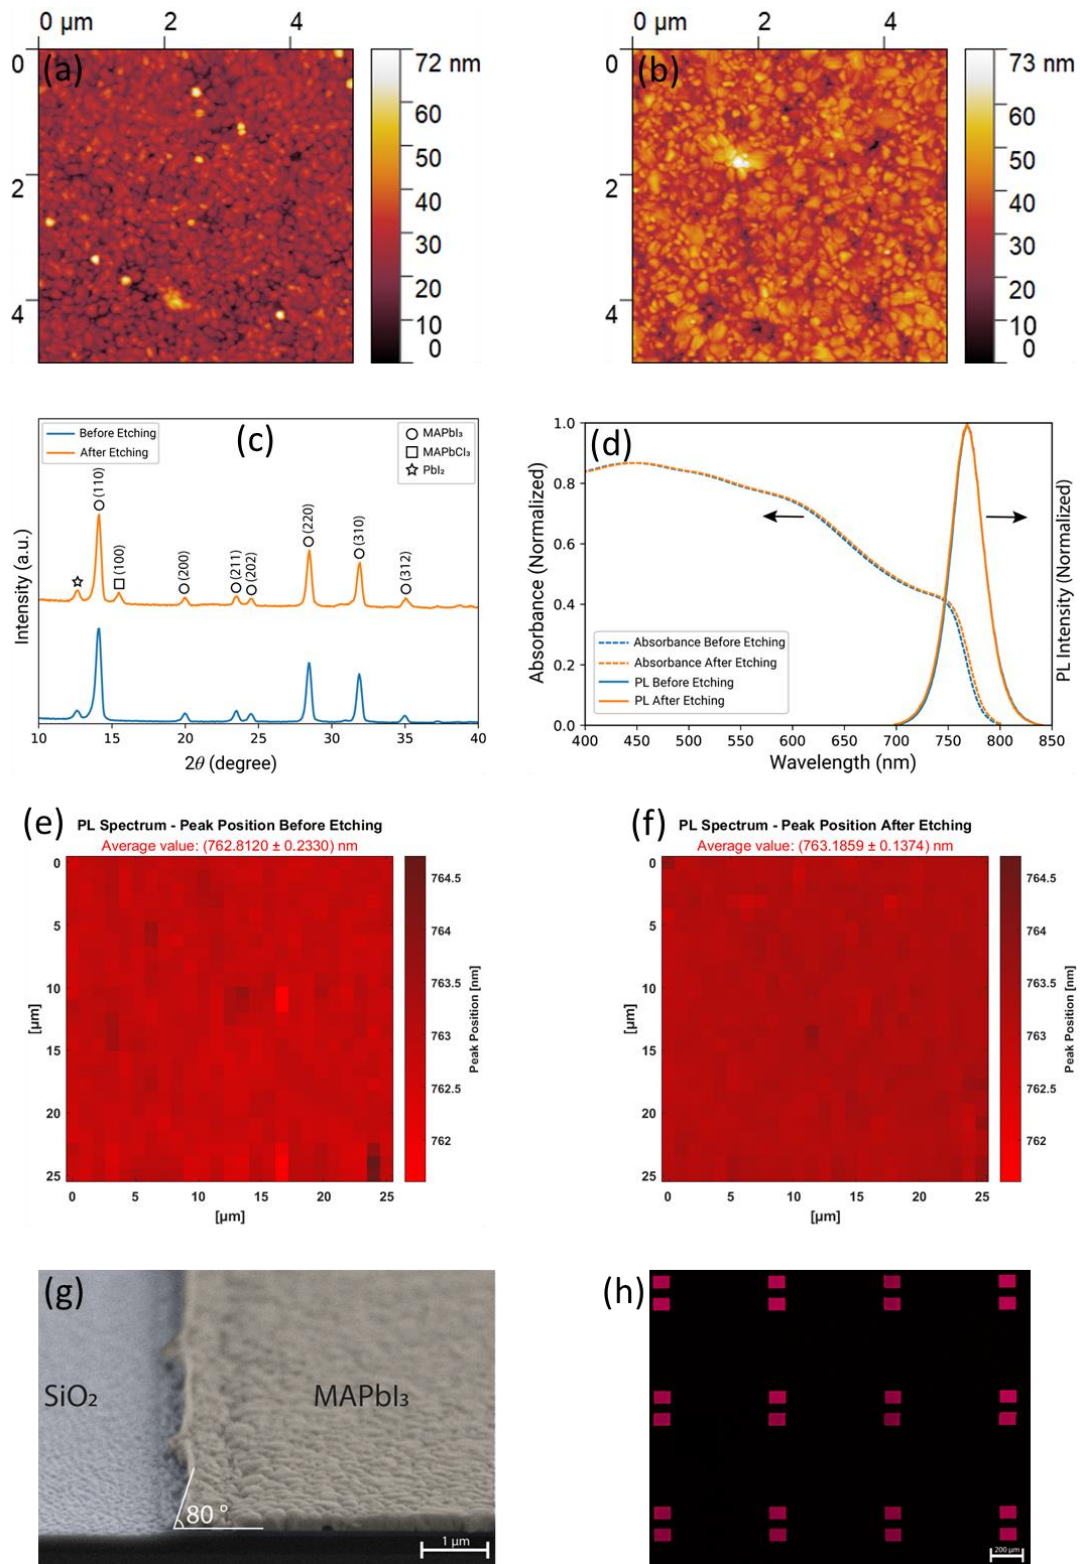 0 µm 2 4
(a)
0
2
4
72 nm
60
50
40
30
20
10
0
0 µm 2 4
(b)
0
2
4
73 nm
60
50
40
30
20
10
0
(c)
Before Etching
After Etching
MAPbI₃
MAPbCl₃
PbI₂
(110)
(100)
(200)
(211)
(202)
(220)
(310)
(312)
Intensity (a.u.)
10 15 20 25 30 35 40
2θ (degree)
(d)
1.0
0.8
0.6
0.4
0.2
0.0
Absorbance (Normalized)
PL Intensity (Normalized)
Absorbance Before Etching
Absorbance After Etching
PL Before Etching
PL After Etching
400 450 500 550 600 650 700 750 800 850
Wavelength (nm)
(e)
PL Spectrum - Peak Position Before Etching
Average value: (762.8120 ± 0.2330) nm
0
5
10
15
20
25
[µm]
0 5 10 15 20 25
[µm]
764.5
764
763.5
763
762.5
762
Peak Position [nm]
(f)
PL Spectrum - Peak Position After Etching
Average value: (763.1859 ± 0.1374) nm
0
5
10
15
20
25
[µm]
0 5 10 15 20 25
[µm]
764.5
764
763.5
763
762.5
762
Peak Position [nm]
(g)
SiO₂
MAPbI₃
80 °
1 µm
(h)
200 µm